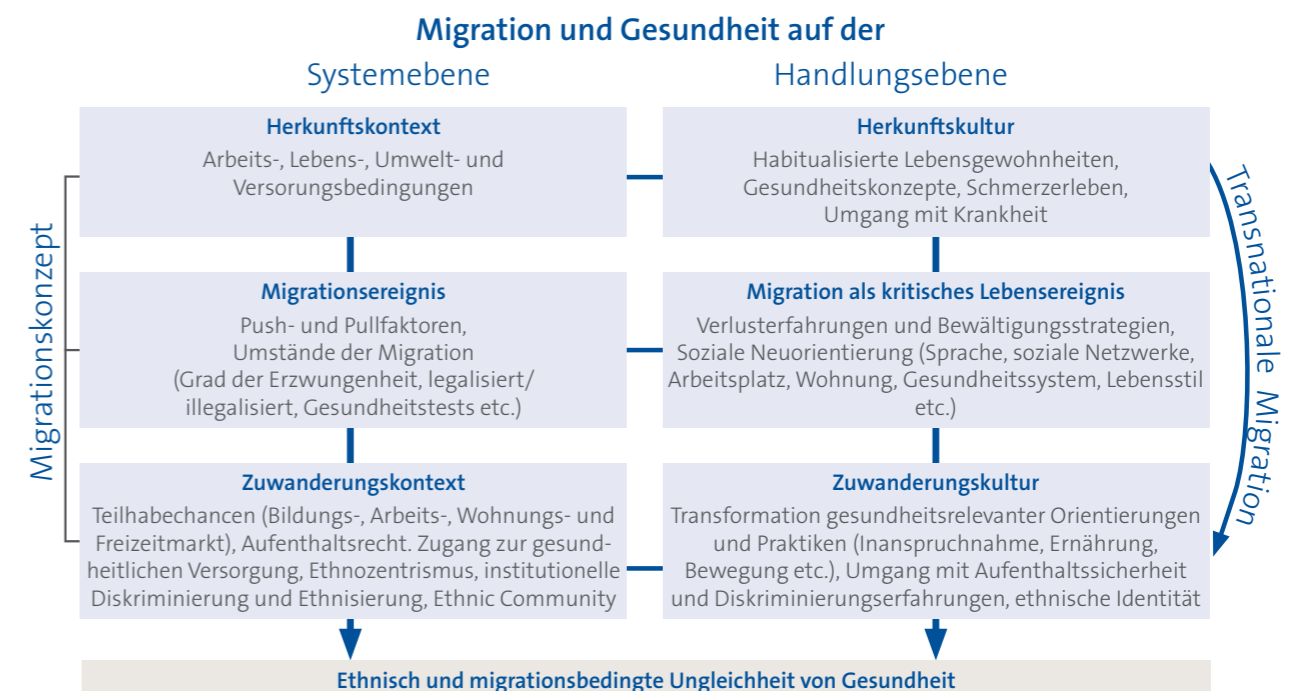 Migration und Gesundheit auf der
Systemebene
Handlungsebene
Migrationskonzept
Herkunftskontext
Arbeits-, Lebens-, Umwelt- und
Versorungsbedingungen
Herkunftskultur
Habitualisierte Lebensgewohnheiten,
Gesundheitskonzepte, Schmerzerleben,
Umgang mit Krankheit
Transnationale Migration
Migrationsereignis
Push- und Pullfaktoren,
Umstände der Migration
(Grad der Erzwungenheit, legalisiert/
illegalisiert, Gesundheitstests etc.)
Migration als kritisches Lebensereignis
Verlusterfahrungen und Bewältigungsstrategien,
Soziale Neuorientierung (Sprache, soziale Netzwerke,
Arbeitsplatz, Wohnung, Gesundheitssystem, Lebensstil
etc.)
Zuwanderungskontext
Teilhabechancen (Bildungs-, Arbeits-, Wohnungs- und
Freizeitmarkt), Aufenthaltsrecht. Zugang zur gesund-
heitlichen Versorgung, Ethnozentrismus, institutionelle
Diskriminierung und Ethnisierung, Ethnic Community
Zuwanderungskultur
Transformation gesundheitsrelevanter Orientierungen
und Praktiken (Inanspruchnahme, Ernährung,
Bewegung etc.), Umgang mit Aufenthaltssicherheit
und Diskriminierungserfahrungen, ethnische Identität
Ethnisch und migrationsbedingte Ungleichheit von Gesundheit